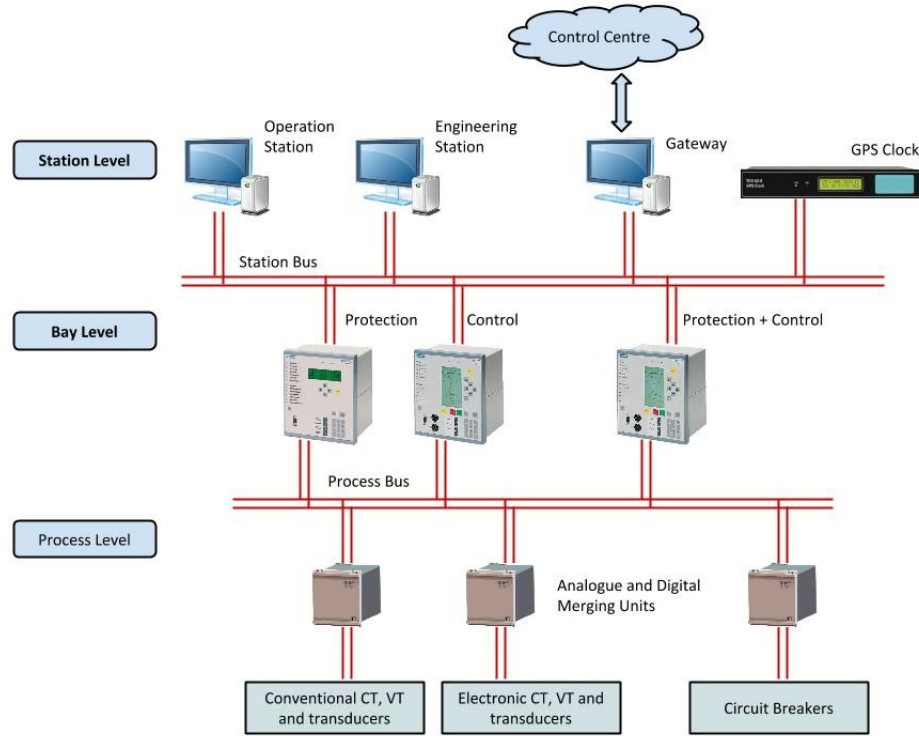 Control Centre
Operation
Station
Engineering
Station
Gateway
GPS Clock
Station Level
GPS Clock
Station Bus
Bay Level
Protection
Control
Protection + Control
Process Bus
Process Level
Analogue and Digital
Merging Units
Conventional CT, VT
and transducers
Electronic CT, VT and
transducers
Circuit Breakers